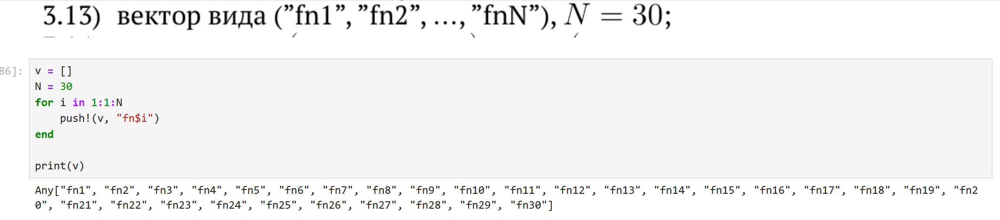 3.13) вектор вида (”fn1”, ”fn2”, …, ”fnN”), N = 30;
86]:
v = []
N = 30
for i in 1:1:N
    push!(v, "fn$i")
end
print(v)
Any["fn1", "fn2", "fn3", "fn4", "fn5", "fn6", "fn7", "fn8", "fn9", "fn10", "fn11", "fn12", "fn13", "fn14", "fn15", "fn16", "fn17", "fn18", "fn19", "fn2
0", "fn21", "fn22", "fn23", "fn24", "fn25", "fn26", "fn27", "fn28", "fn29", "fn30"]